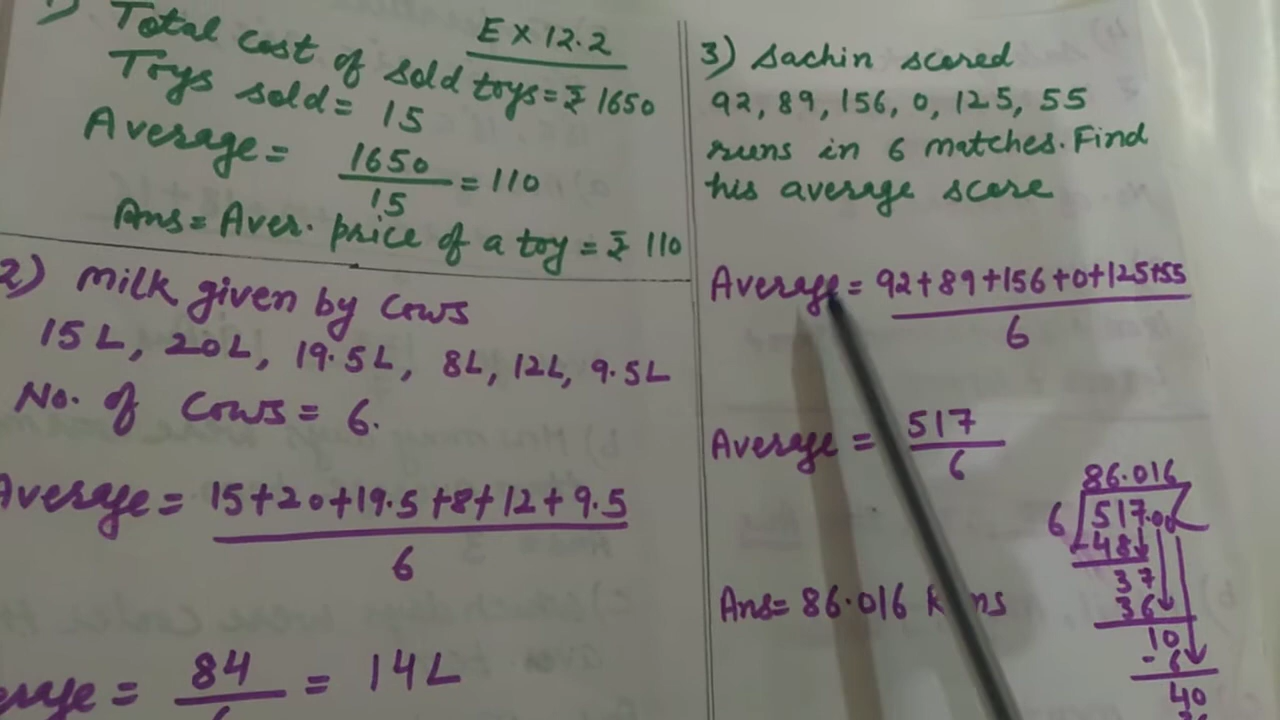 1) Total cost of sold toys = ₹ 1650
Ex 12.2
Toys sold = 15
Average = 1650
15
= 110
Ans = Aver. price of a toy = ₹ 110
2) Milk given by Cows
15L, 20L, 19.5L, 8L, 12L, 9.5L
No. of Cows = 6.
Average = 15+20+19.5+8+12+9.5
6
= 84
= 14L
3) Sachin scored
92, 89, 156, 0, 125, 55
runs in 6 matches. Find
his average score
Average = 92+89+156+0+125+55
6
Average = 517
6
86.016
6 517.00
-48
37
36
10
-6
40
Ans = 86.016